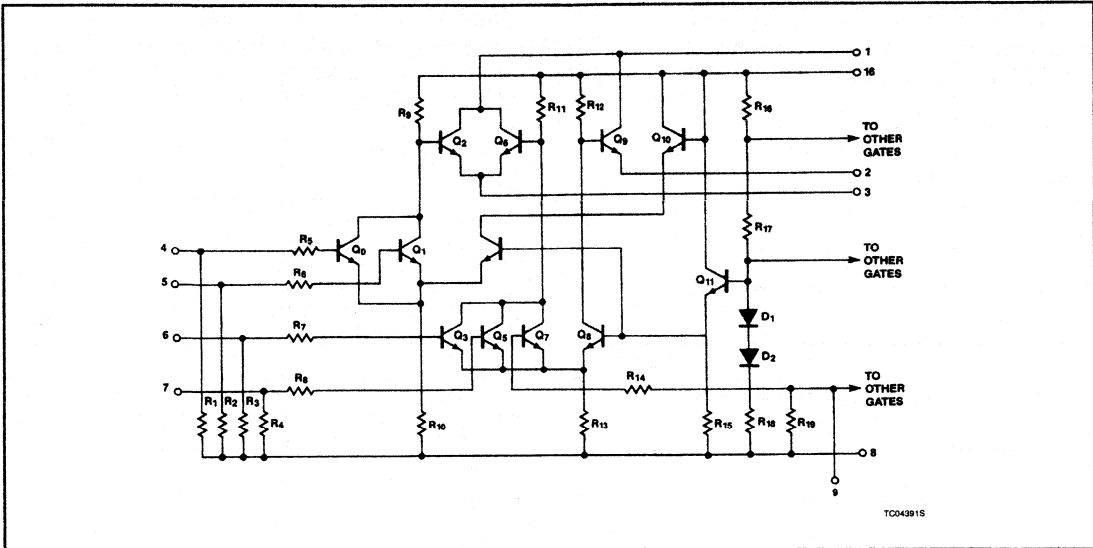 1
16
R9
R11
R12
R16
TO
OTHER
GATES
Q2
Q6
Q9
Q10
2
3
R17
4
R5
Q0
Q1
TO
OTHER
GATES
5
R6
Q11
D1
6
R7
Q3
Q5
Q7
Q8
D2
7
R8
R14
TO
OTHER
GATES
R1
R2
R3
R4
R10
R13
R15
R18
R19
8
9
TC04391S